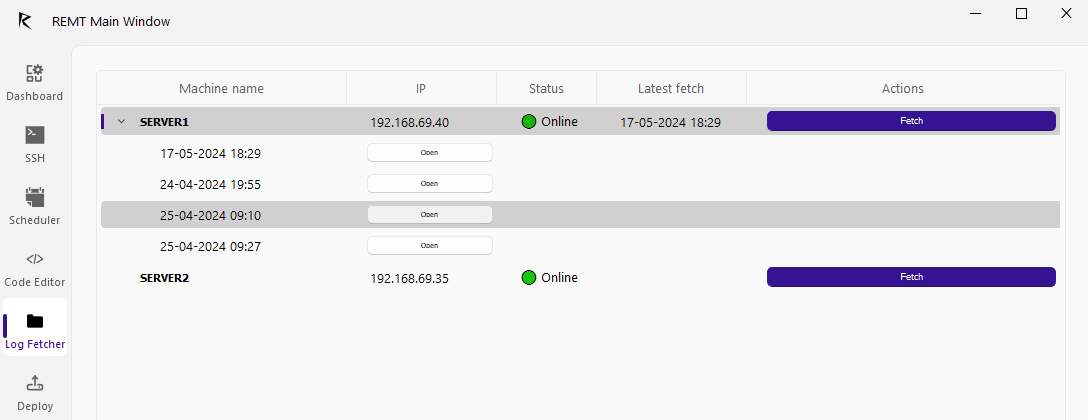 REMT Main Window
Dashboard
SSH
Scheduler
Code Editor
Log Fetcher
Deploy
Machine name IP Status Latest fetch Actions
SERVER1 192.168.69.40 Online 17-05-2024 18:29 Fetch
17-05-2024 18:29 Open
24-04-2024 19:55 Open
25-04-2024 09:10 Open
25-04-2024 09:27 Open
SERVER2 192.168.69.35 Online Fetch